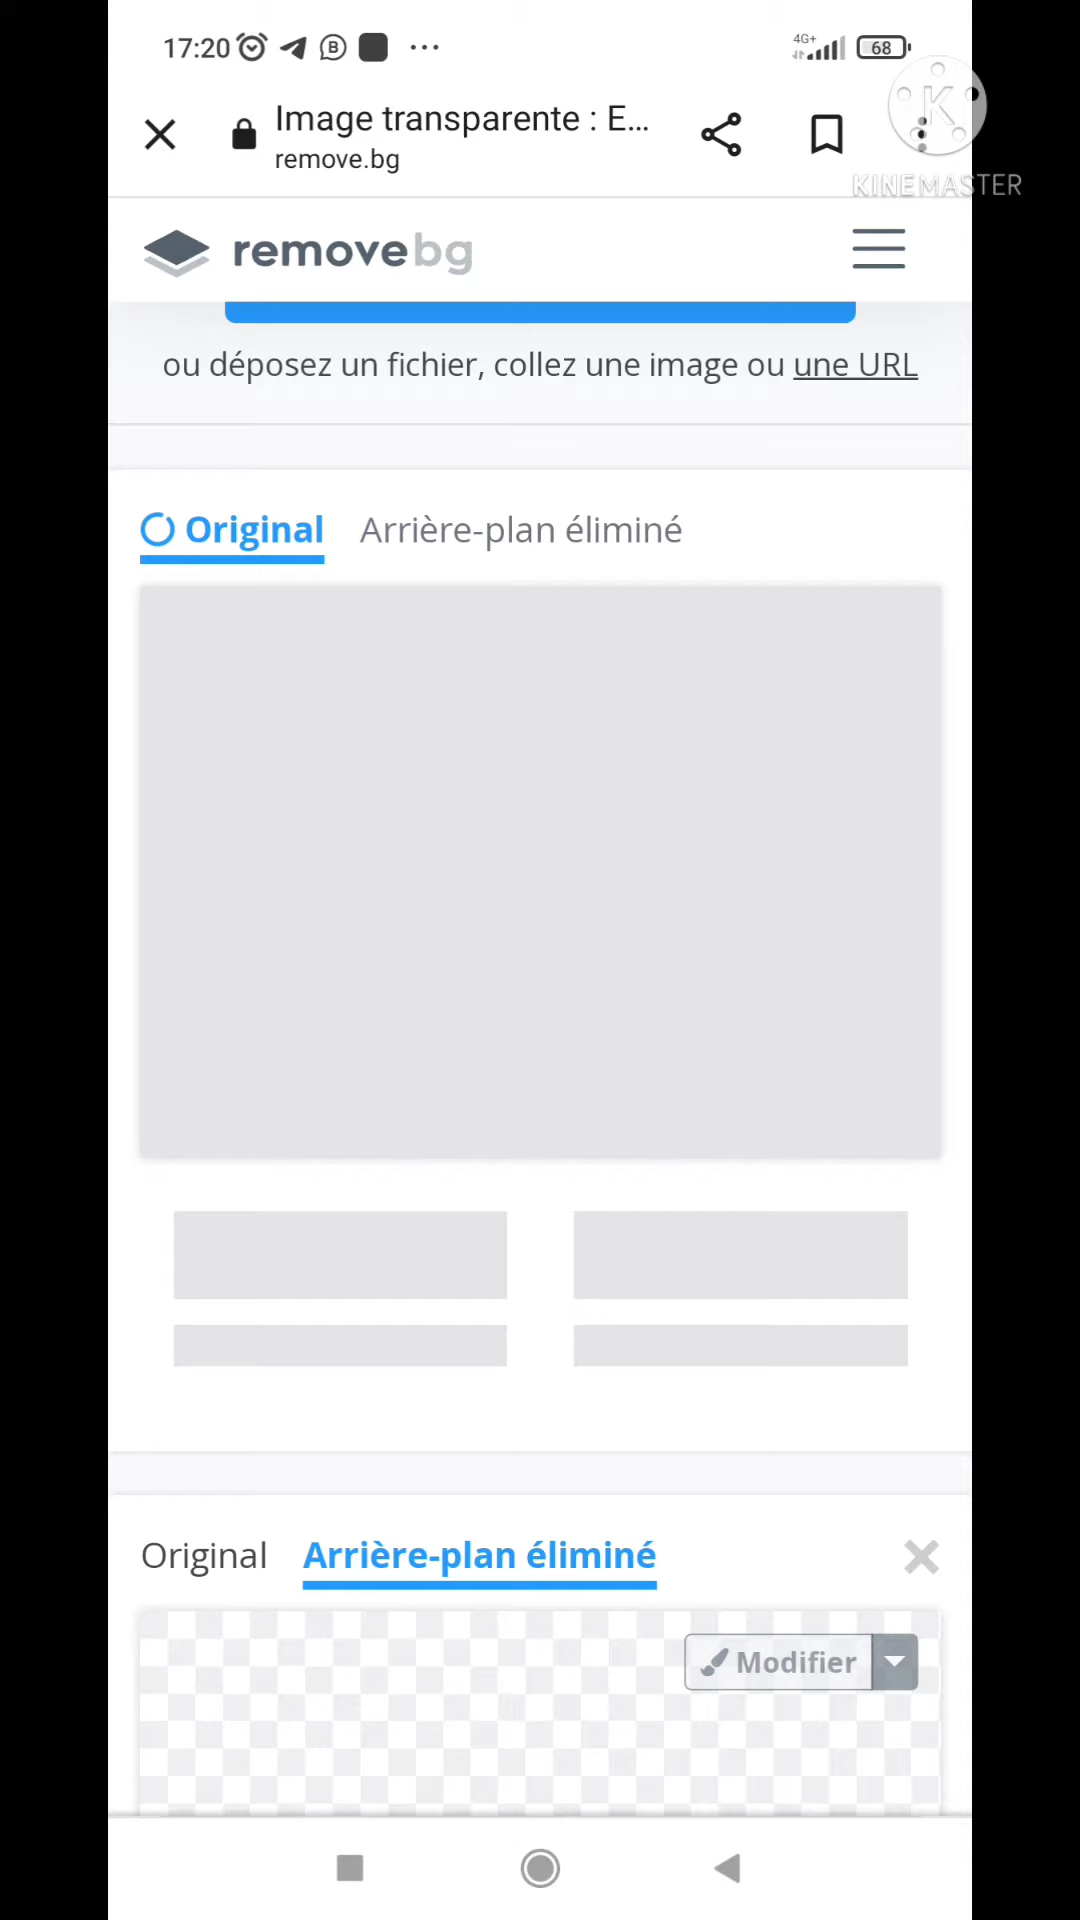 17:20
4G+
68
Image transparente : E...
remove.bg
KINEMASTER
removebg
ou déposez un fichier, collez une image ou une URL
Original Arrière-plan éliminé
Original Arrière-plan éliminé
Modifier